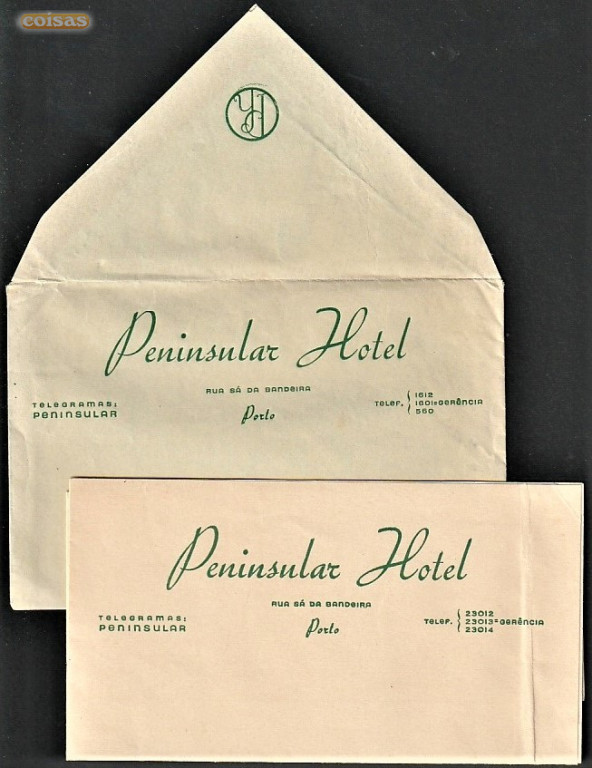 coisas
Peninsular Hotel
RUA SÁ DA BANDEIRA
Porto
TELEGRAMAS:
PENINSULAR
TELEF. { 1612
1601=GERÊNCIA
560
Peninsular Hotel
RUA SÁ DA BANDEIRA
Porto
TELEGRAMAS:
PENINSULAR
TELEF. { 23012
23013=GERÊNCIA
23014